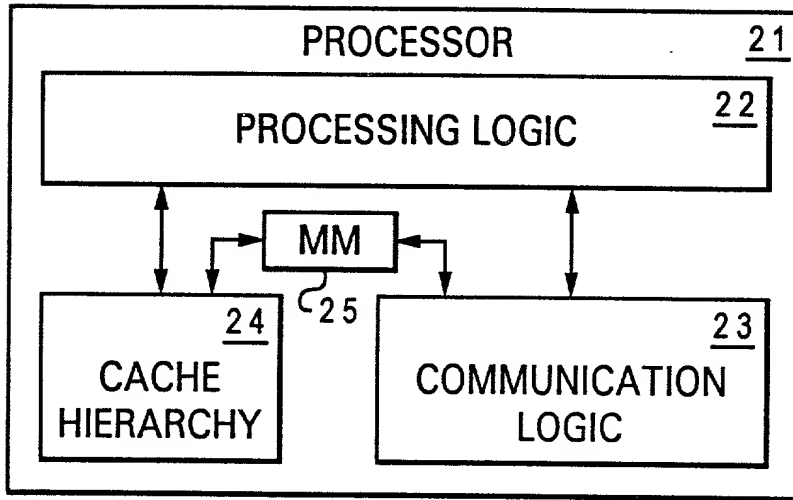 PROCESSOR 21
PROCESSING LOGIC 22
MM
25
24
CACHE
HIERARCHY
23
COMMUNICATION
LOGIC